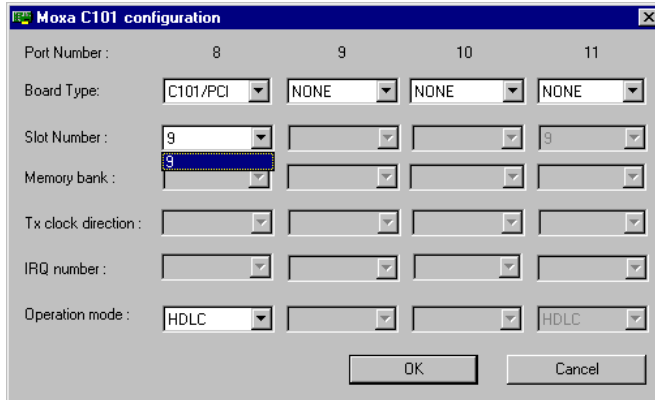 Moxa C101 configuration
Port Number : 8 9 10 11
Board Type: C101/PCI NONE NONE NONE
Slot Number : 9 9
9
Memory bank :
Tx clock direction :
IRQ number :
Operation mode : HDLC HDLC
OK Cancel